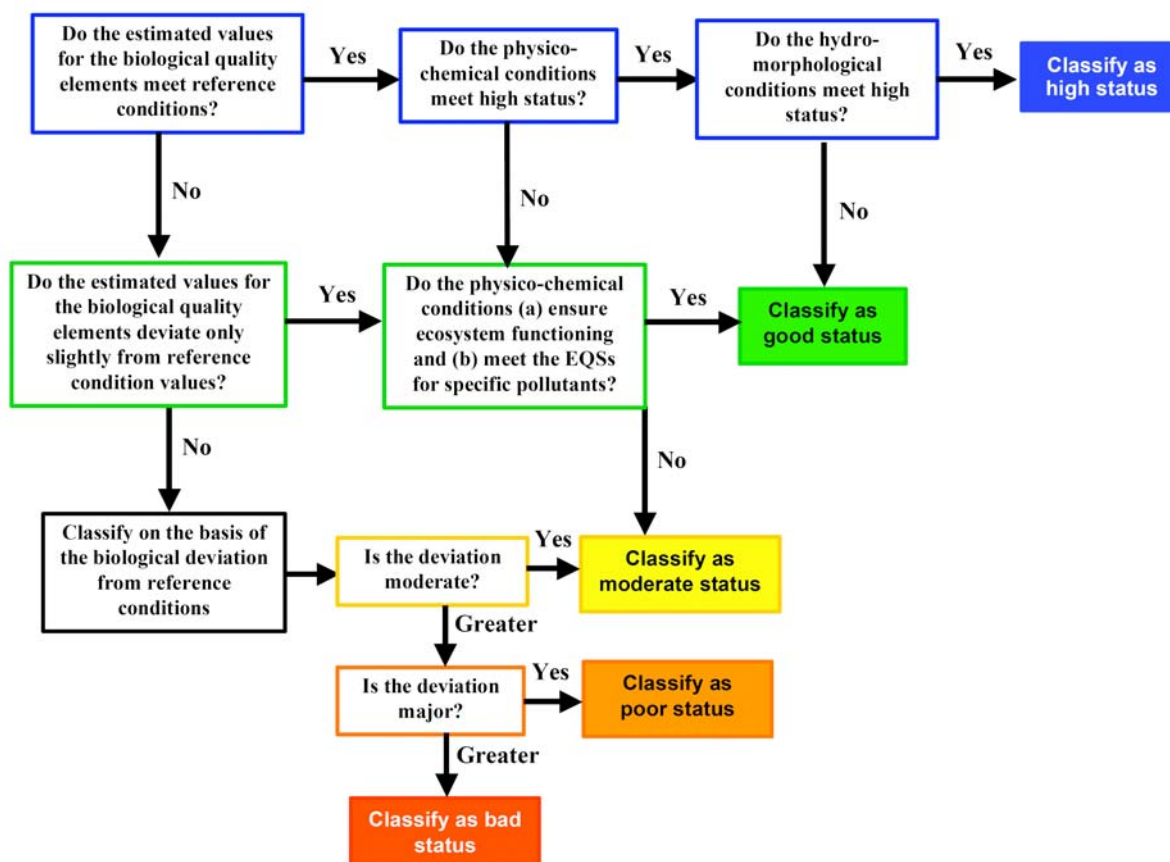 Do the estimated values
for the biological quality
elements meet reference
conditions?
Yes
Do the physico-
chemical conditions
meet high status?
Yes
Do the hydro-
morphological
conditions meet high
status?
Yes
Classify as
high status
No
No
No
Do the estimated values for
the biological quality
elements deviate only
slightly from reference
condition values?
Yes
Do the physico-chemical
conditions (a) ensure
ecosystem functioning
and (b) meet the EQSs
for specific pollutants?
Yes
Classify as
good status
No
No
Classify on the basis of
the biological deviation
from reference
conditions
Is the deviation
moderate?
Yes
Classify as
moderate status
Greater
Is the deviation
major?
Yes
Classify as
poor status
Greater
Classify as bad
status